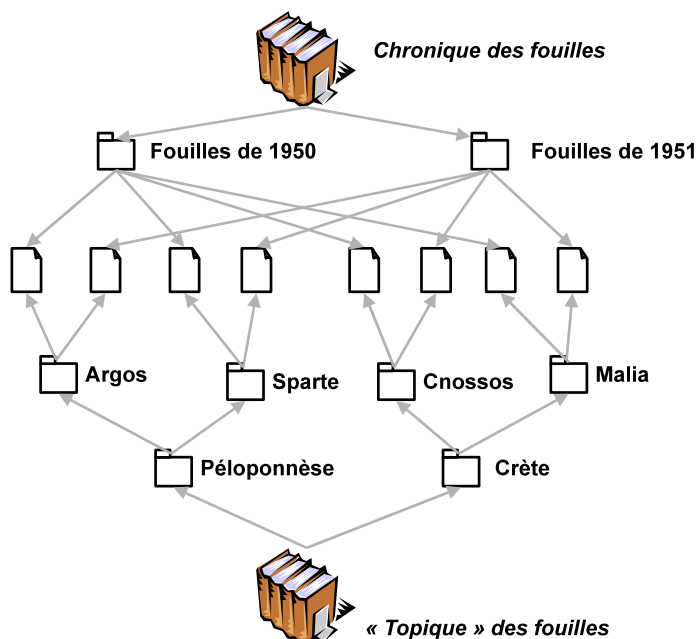 Chronique des fouilles
Fouilles de 1950
Fouilles de 1951
Argos
Sparte
Cnossos
Malia
Péloponnèse
Crète
« Topique » des fouilles